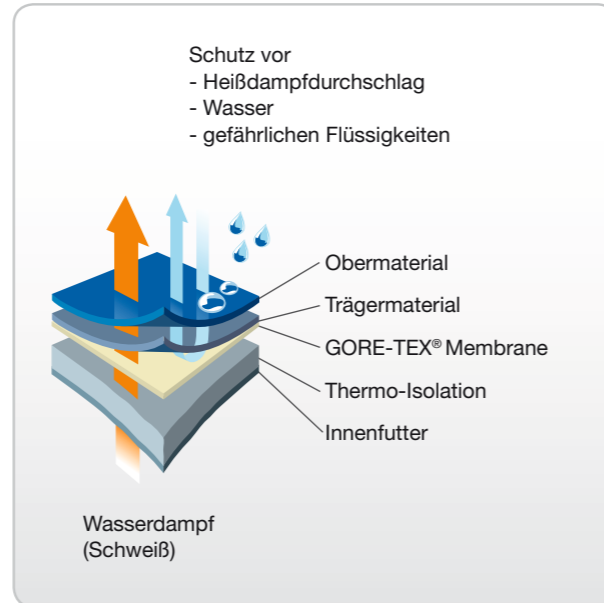 Schutz vor
- Heißdampfdurchschlag
- Wasser
- gefährlichen Flüssigkeiten
Obermaterial
Trägermaterial
GORE-TEX® Membrane
Thermo-Isolation
Innenfutter
Wasserdampf
(Schweiß)